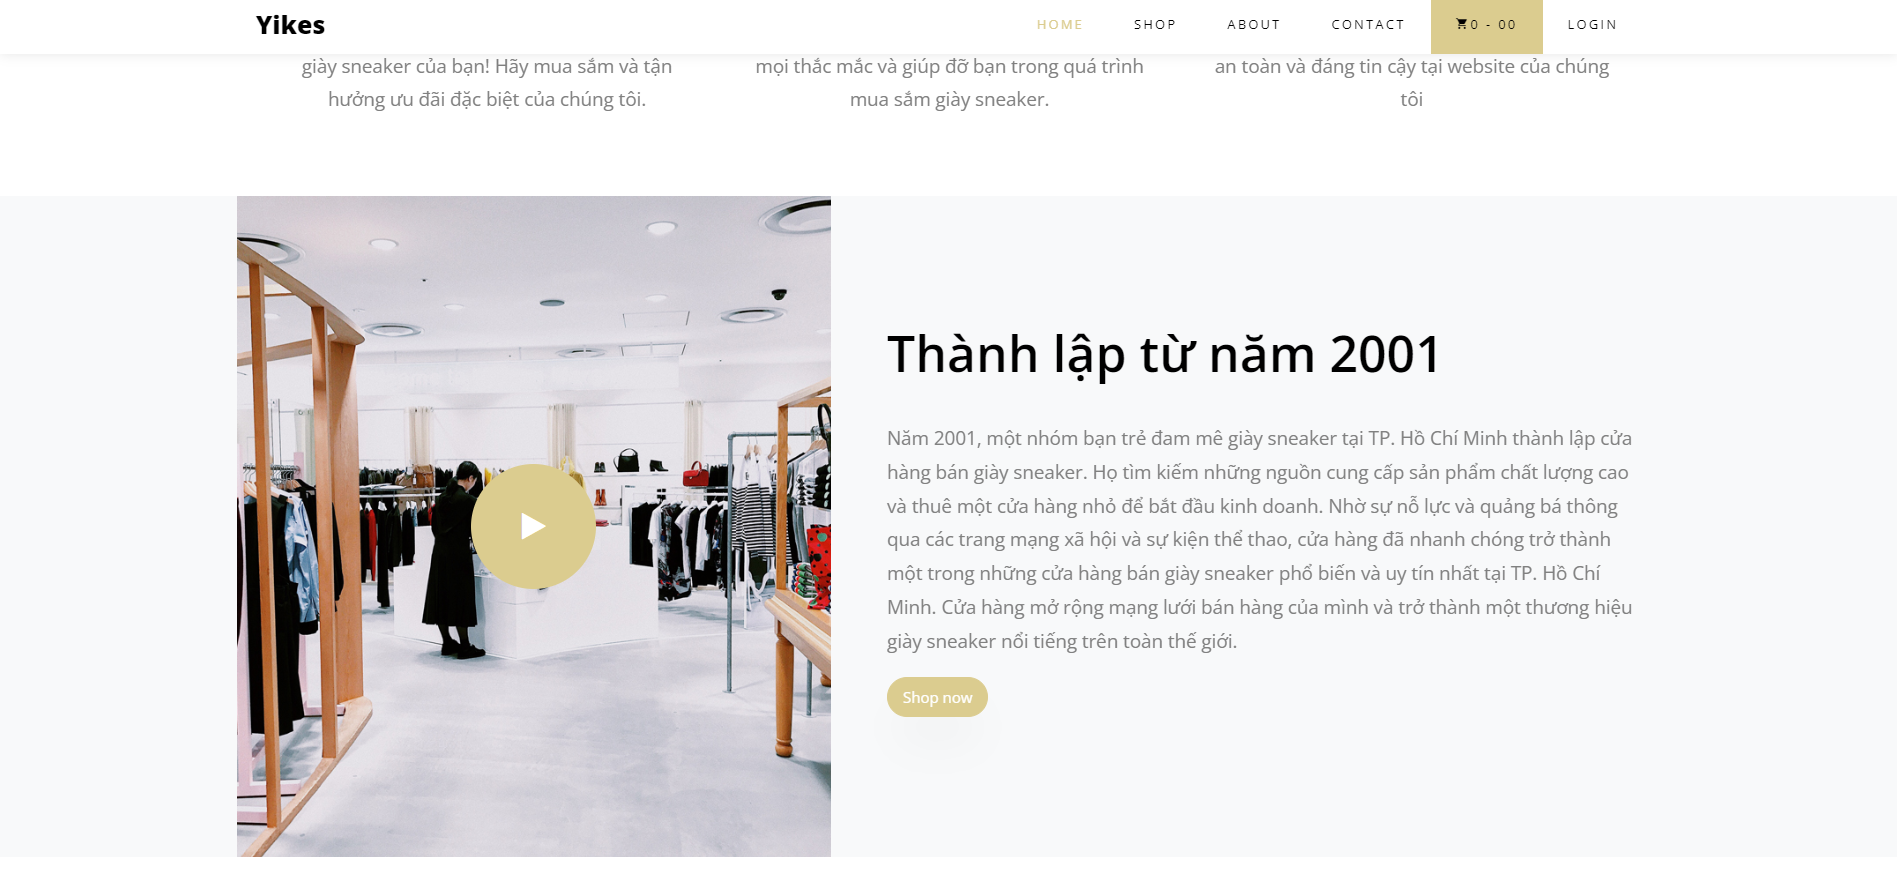 Yikes
HOME
SHOP
ABOUT
CONTACT
0 - 00
LOGIN
giày sneaker của bạn! Hãy mua sắm và tận
hưởng ưu đãi đặc biệt của chúng tôi.
mọi thắc mắc và giúp đỡ bạn trong quá trình
mua sắm giày sneaker.
an toàn và đáng tin cậy tại website của chúng
tôi
Thành lập từ năm 2001
Năm 2001, một nhóm bạn trẻ đam mê giày sneaker tại TP. Hồ Chí Minh thành lập cửa
hàng bán giày sneaker. Họ tìm kiếm những nguồn cung cấp sản phẩm chất lượng cao
và thuê một cửa hàng nhỏ để bắt đầu kinh doanh. Nhờ sự nỗ lực và quảng bá thông
qua các trang mạng xã hội và sự kiện thể thao, cửa hàng đã nhanh chóng trở thành
một trong những cửa hàng bán giày sneaker phổ biến và uy tín nhất tại TP. Hồ Chí
Minh. Cửa hàng mở rộng mạng lưới bán hàng của mình và trở thành một thương hiệu
giày sneaker nổi tiếng trên toàn thế giới.
Shop now